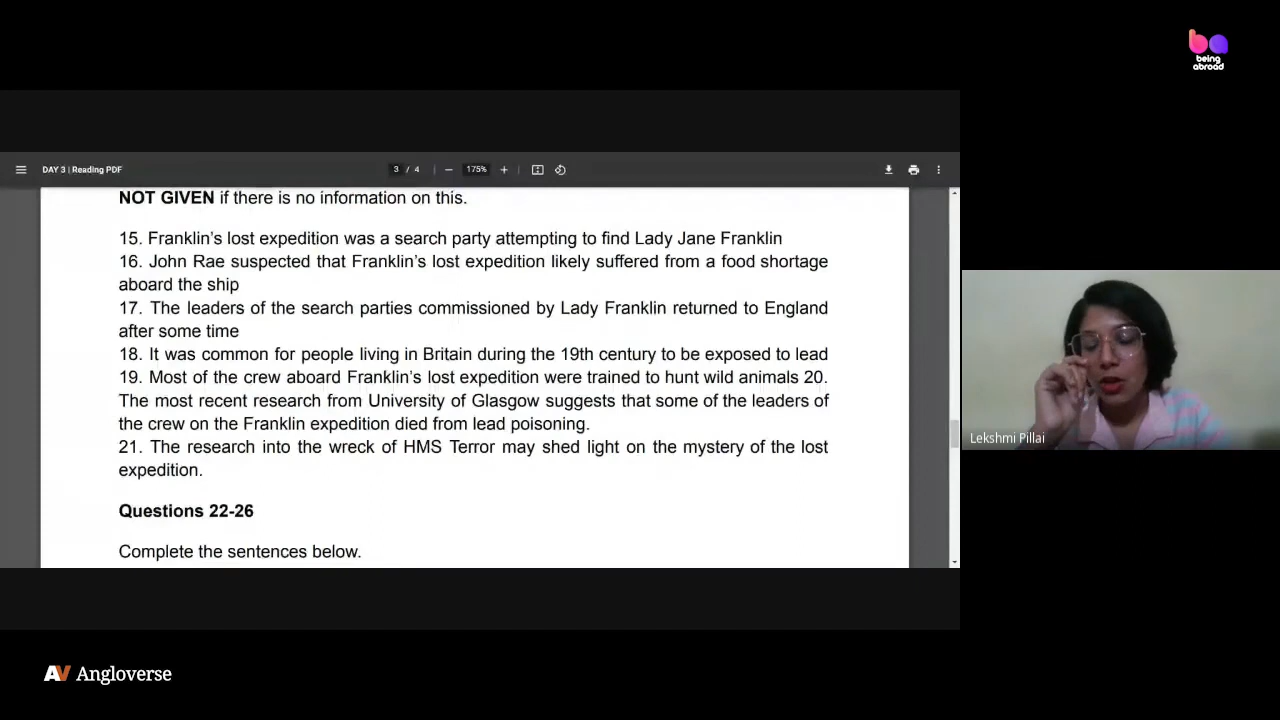 being
abroad
DAY 3 | Reading PDF
3 / 4
175%
NOT GIVEN if there is no information on this.
15. Franklin's lost expedition was a search party attempting to find Lady Jane Franklin
16. John Rae suspected that Franklin's lost expedition likely suffered from a food shortage
aboard the ship
17. The leaders of the search parties commissioned by Lady Franklin returned to England
after some time
18. It was common for people living in Britain during the 19th century to be exposed to lead
19. Most of the crew aboard Franklin's lost expedition were trained to hunt wild animals 20.
The most recent research from University of Glasgow suggests that some of the leaders of
the crew on the Franklin expedition died from lead poisoning.
21. The research into the wreck of HMS Terror may shed light on the mystery of the lost
expedition.
Questions 22-26
Complete the sentences below.
Lekshmi Pillai
AV Angloverse